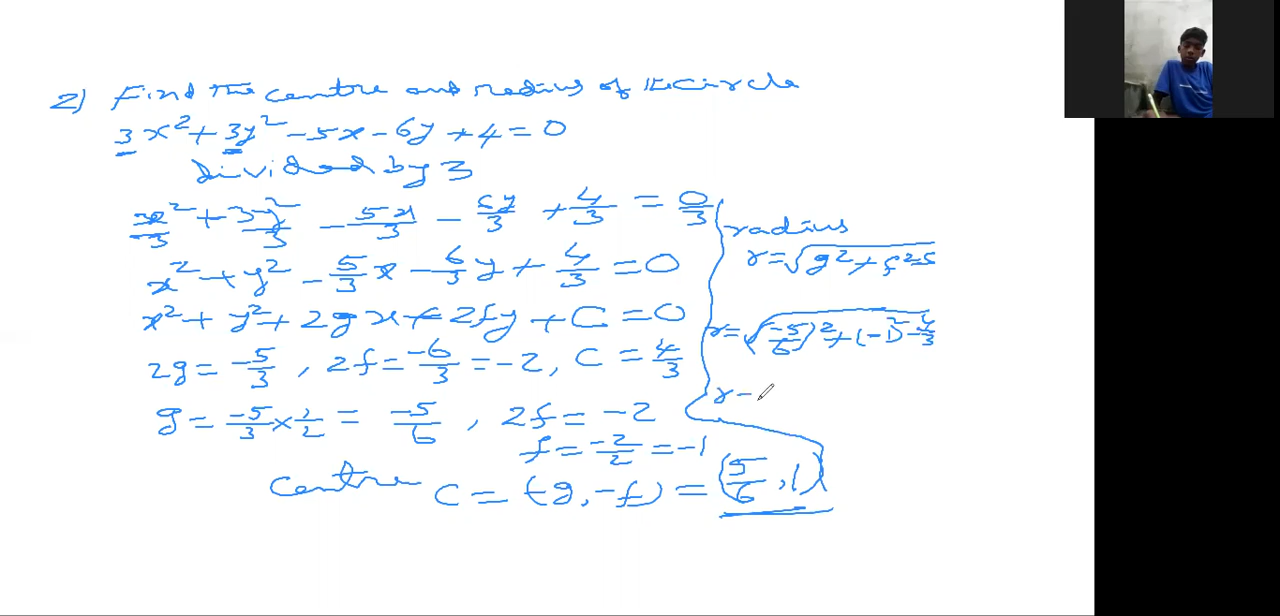 2) Find the centre and radius of the circle
3x² + 3y² - 5x - 6y + 4 = 0
Divided by 3
3x²/3 + 3y²/3 - 5x/3 - 6y/3 + 4/3 = 0/3
x² + y² - 5/3 x - 6/3 y + 4/3 = 0
x² + y² + 2gx + 2fy + C = 0
2g = -5/3 , 2f = -6/3 = -2, C = 4/3
g = -5/3 × 1/2 = -5/6 , 2f = -2
f = -2/2 = -1
Centre C = (-g, -f) = (5/6, 1)
radius
r = √g² + f² - c
r = √(-5/6)² + (-1)² - 4/3
r -